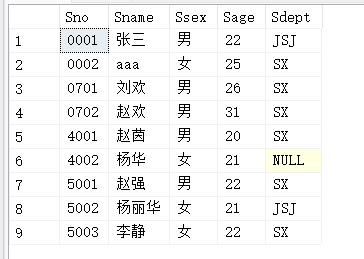 Sno Sname Ssex Sage Sdept
1 0001 张三 男 22 JSJ
2 0002 aaa 女 25 SX
3 0701 刘欢 男 26 SX
4 0702 赵欢 男 31 SX
5 4001 赵茵 男 20 SX
6 4002 杨华 女 21 NULL
7 5001 赵强 男 22 SX
8 5002 杨丽华 女 21 JSJ
9 5003 李静 女 22 SX